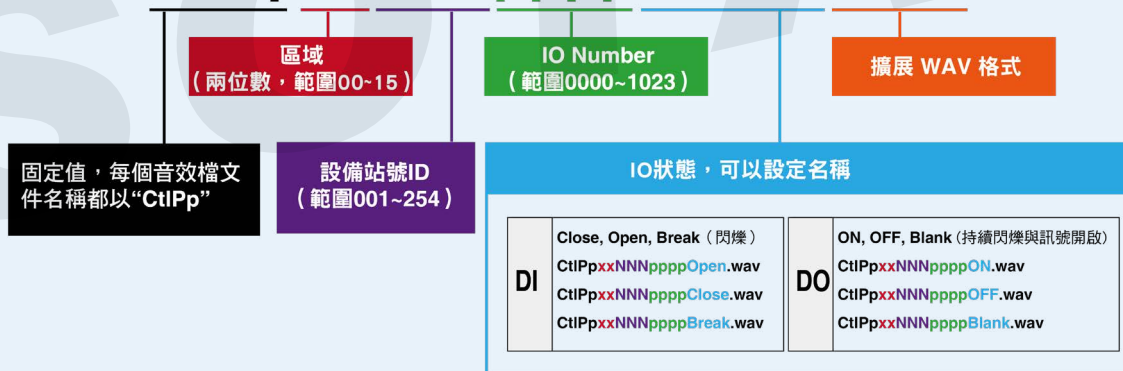 區域
（兩位數，範圍00~15）
IO Number
（範圍0000~1023）
擴展 WAV 格式
固定值，每個音效檔文
件名稱都以“CtlPp”
設備站號ID
（範圍001~254）
IO狀態，可以設定名稱
DI
Close, Open, Break（閃爍）
CtlPpxxNNNppppOpen.wav
CtlPpxxNNNppppClose.wav
CtlPpxxNNNppppBreak.wav
DO
ON, OFF, Blank (持續閃爍與訊號開啟)
CtlPpxxNNNppppON.wav
CtlPpxxNNNppppOFF.wav
CtlPpxxNNNppppBlank.wav